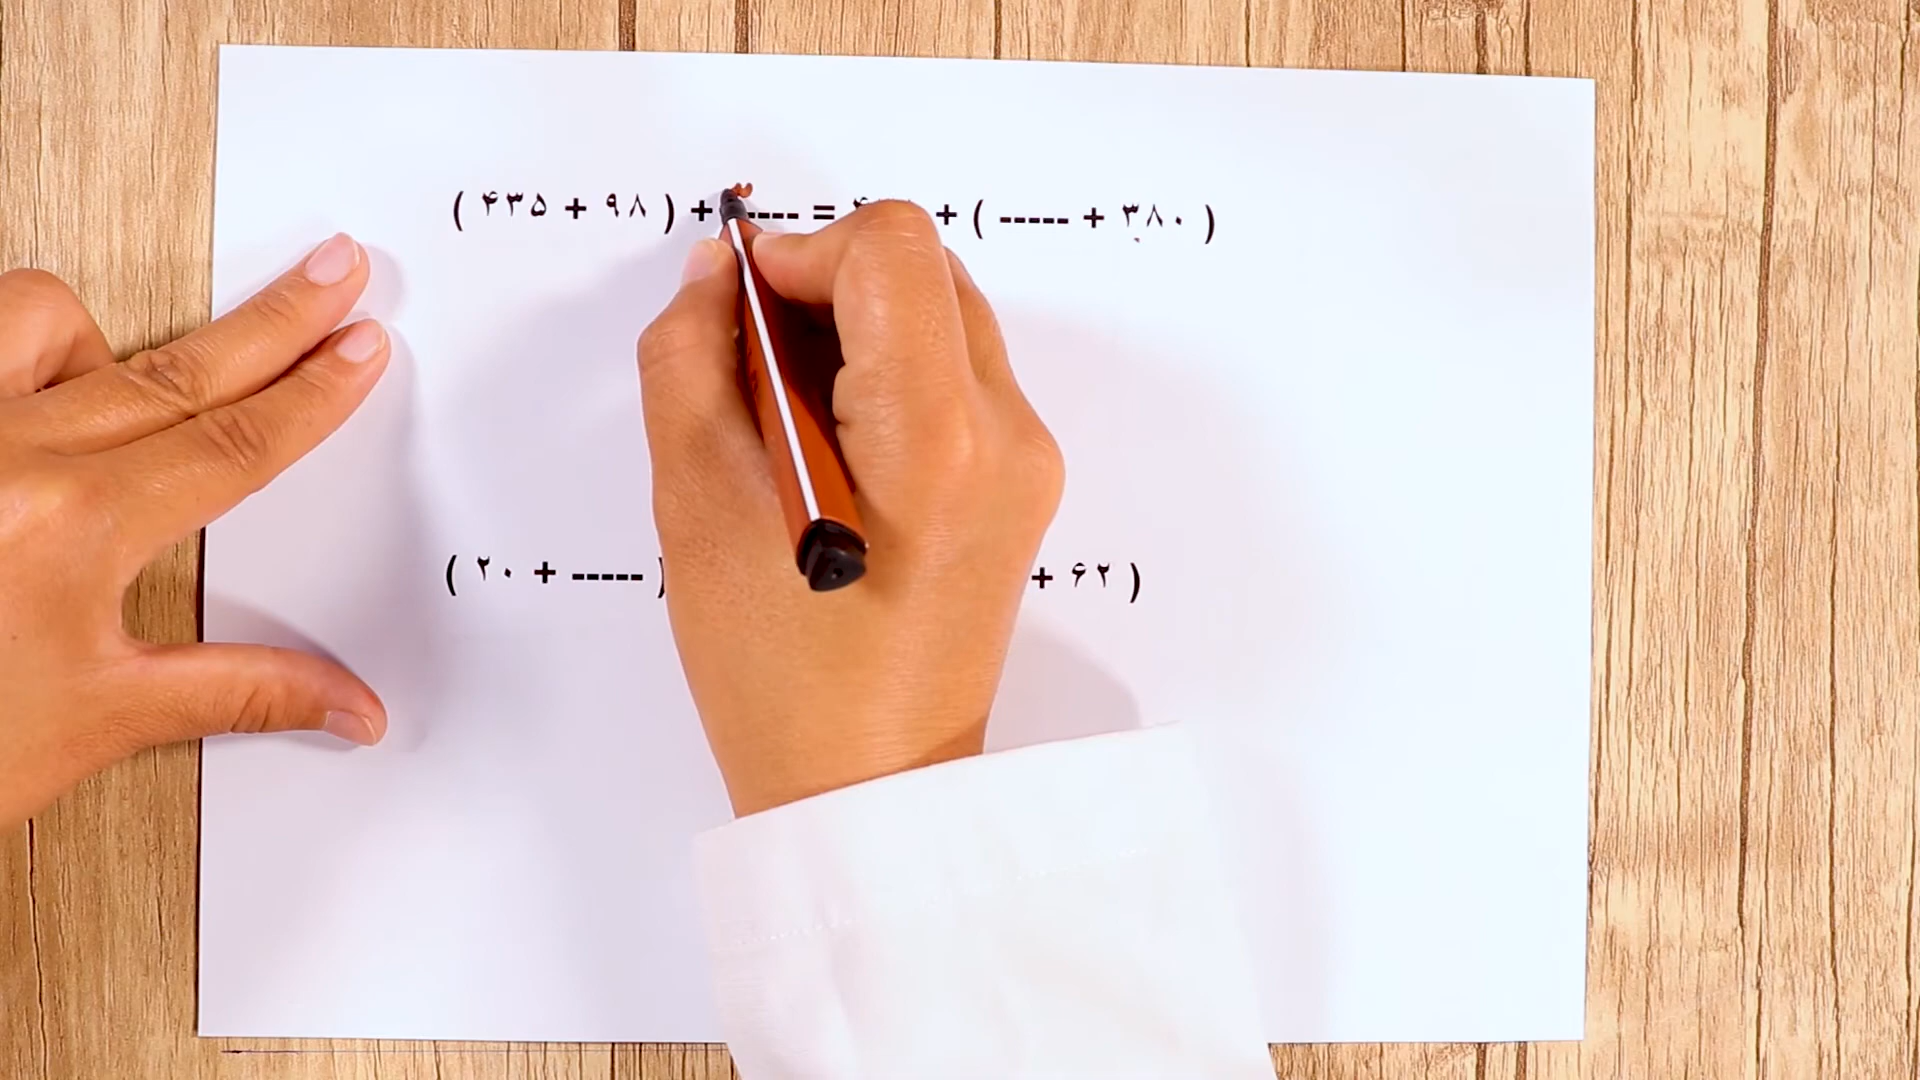 ( ۴۳۵ + ۹۸ ) + ----- = + ( ----- + ۳۸۰ )
( ۲۰ + ----- ) + ۶۲ )